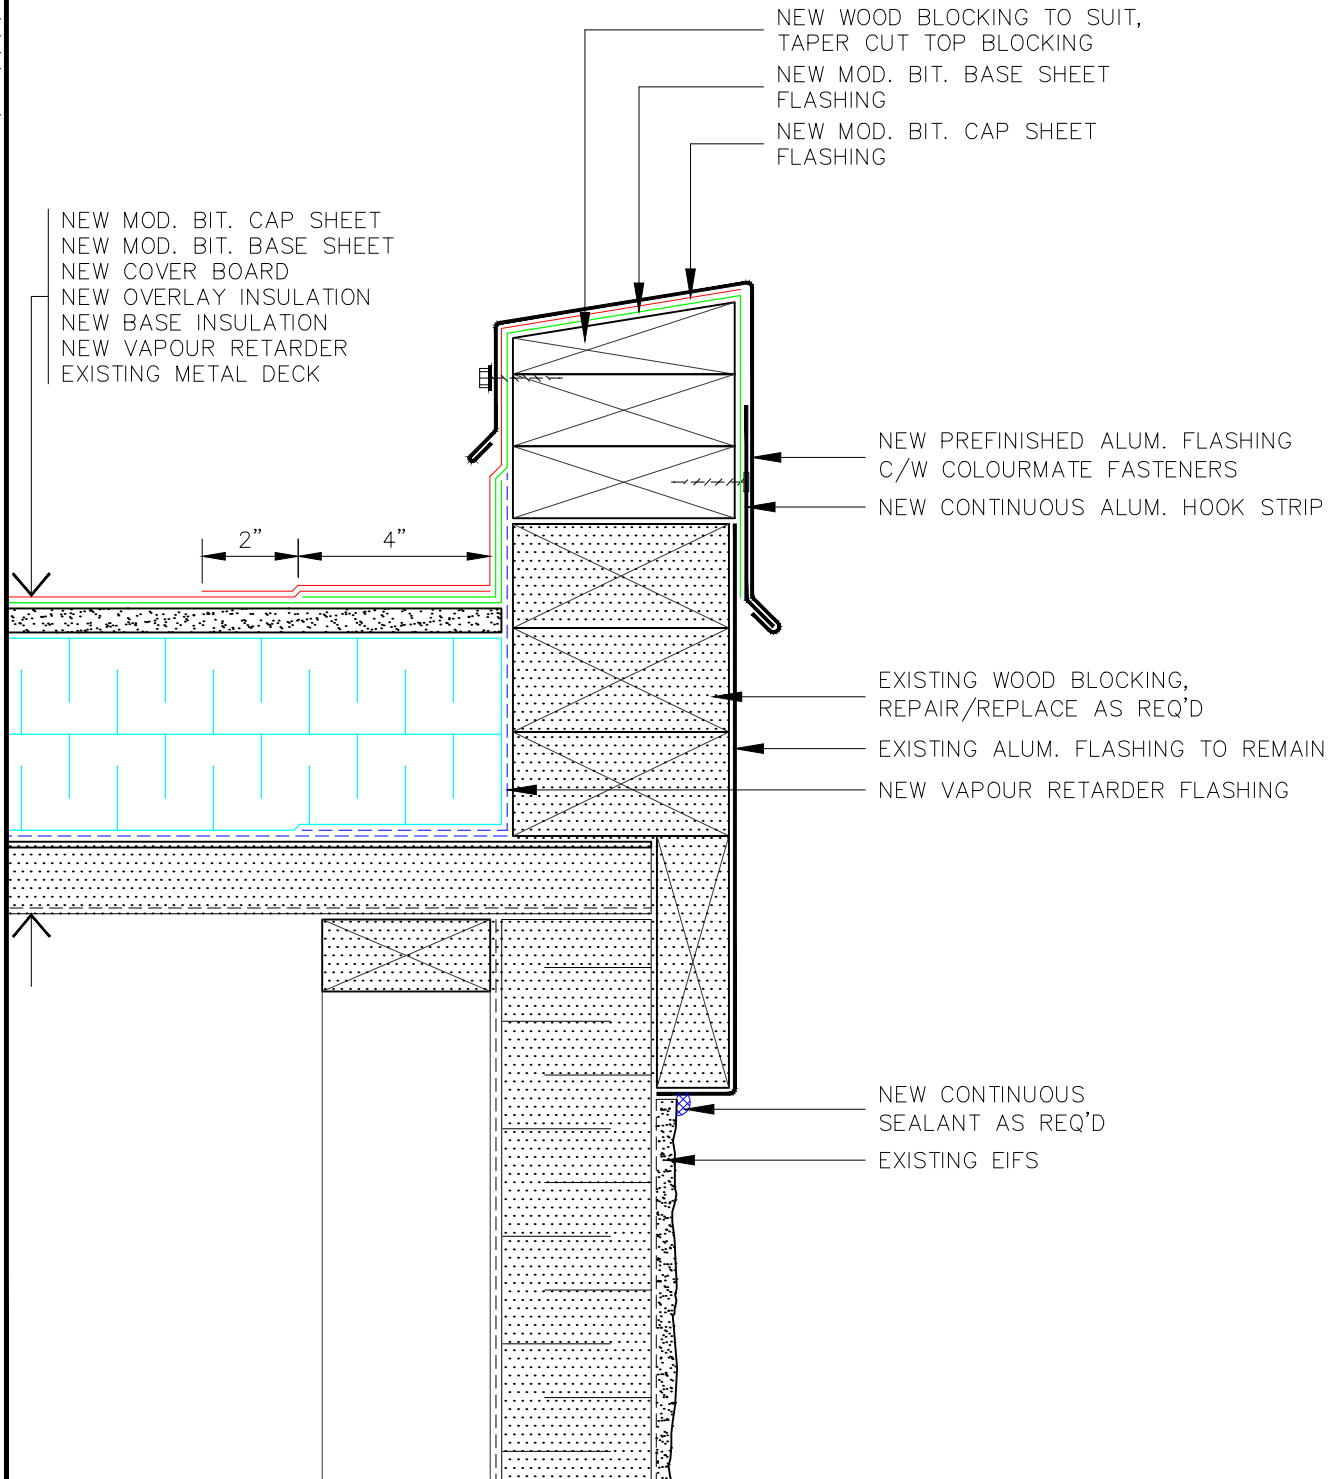 NEW WOOD BLOCKING TO SUIT,
TAPER CUT TOP BLOCKING
NEW MOD. BIT. BASE SHEET
FLASHING
NEW MOD. BIT. CAP SHEET
FLASHING
NEW MOD. BIT. CAP SHEET
NEW MOD. BIT. BASE SHEET
NEW COVER BOARD
NEW OVERLAY INSULATION
NEW BASE INSULATION
NEW VAPOUR RETARDER
EXISTING METAL DECK
NEW PREFINISHED ALUM. FLASHING
C/W COLOURMATE FASTENERS
NEW CONTINUOUS ALUM. HOOK STRIP
2" 4"
EXISTING WOOD BLOCKING,
REPAIR/REPLACE AS REQ'D
EXISTING ALUM. FLASHING TO REMAIN
NEW VAPOUR RETARDER FLASHING
NEW CONTINUOUS
SEALANT AS REQ'D
EXISTING EIFS